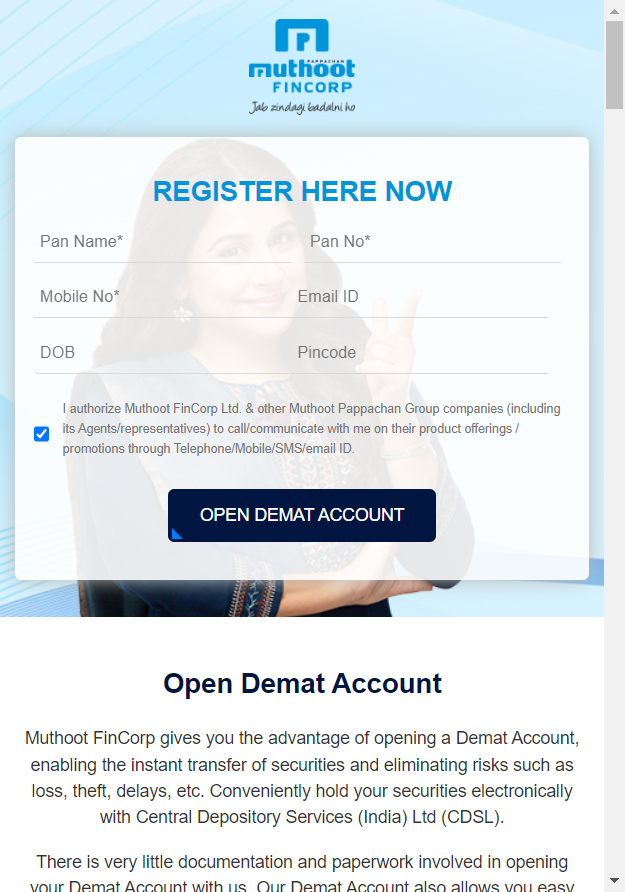 PAPPACHAN
muthoot
FINCORP
Jab zindagi badalni ho
REGISTER HERE NOW
Pan Name* Pan No*
Mobile No* Email ID
DOB Pincode
I authorize Muthoot FinCorp Ltd. & other Muthoot Pappachan Group companies (including
its Agents/representatives) to call/communicate with me on their product offerings /
promotions through Telephone/Mobile/SMS/email ID.
OPEN DEMAT ACCOUNT
Open Demat Account
Muthoot FinCorp gives you the advantage of opening a Demat Account,
enabling the instant transfer of securities and eliminating risks such as
loss, theft, delays, etc. Conveniently hold your securities electronically
with Central Depository Services (India) Ltd (CDSL).
There is very little documentation and paperwork involved in opening
your Demat Account with us. Our Demat Account also allows you easy